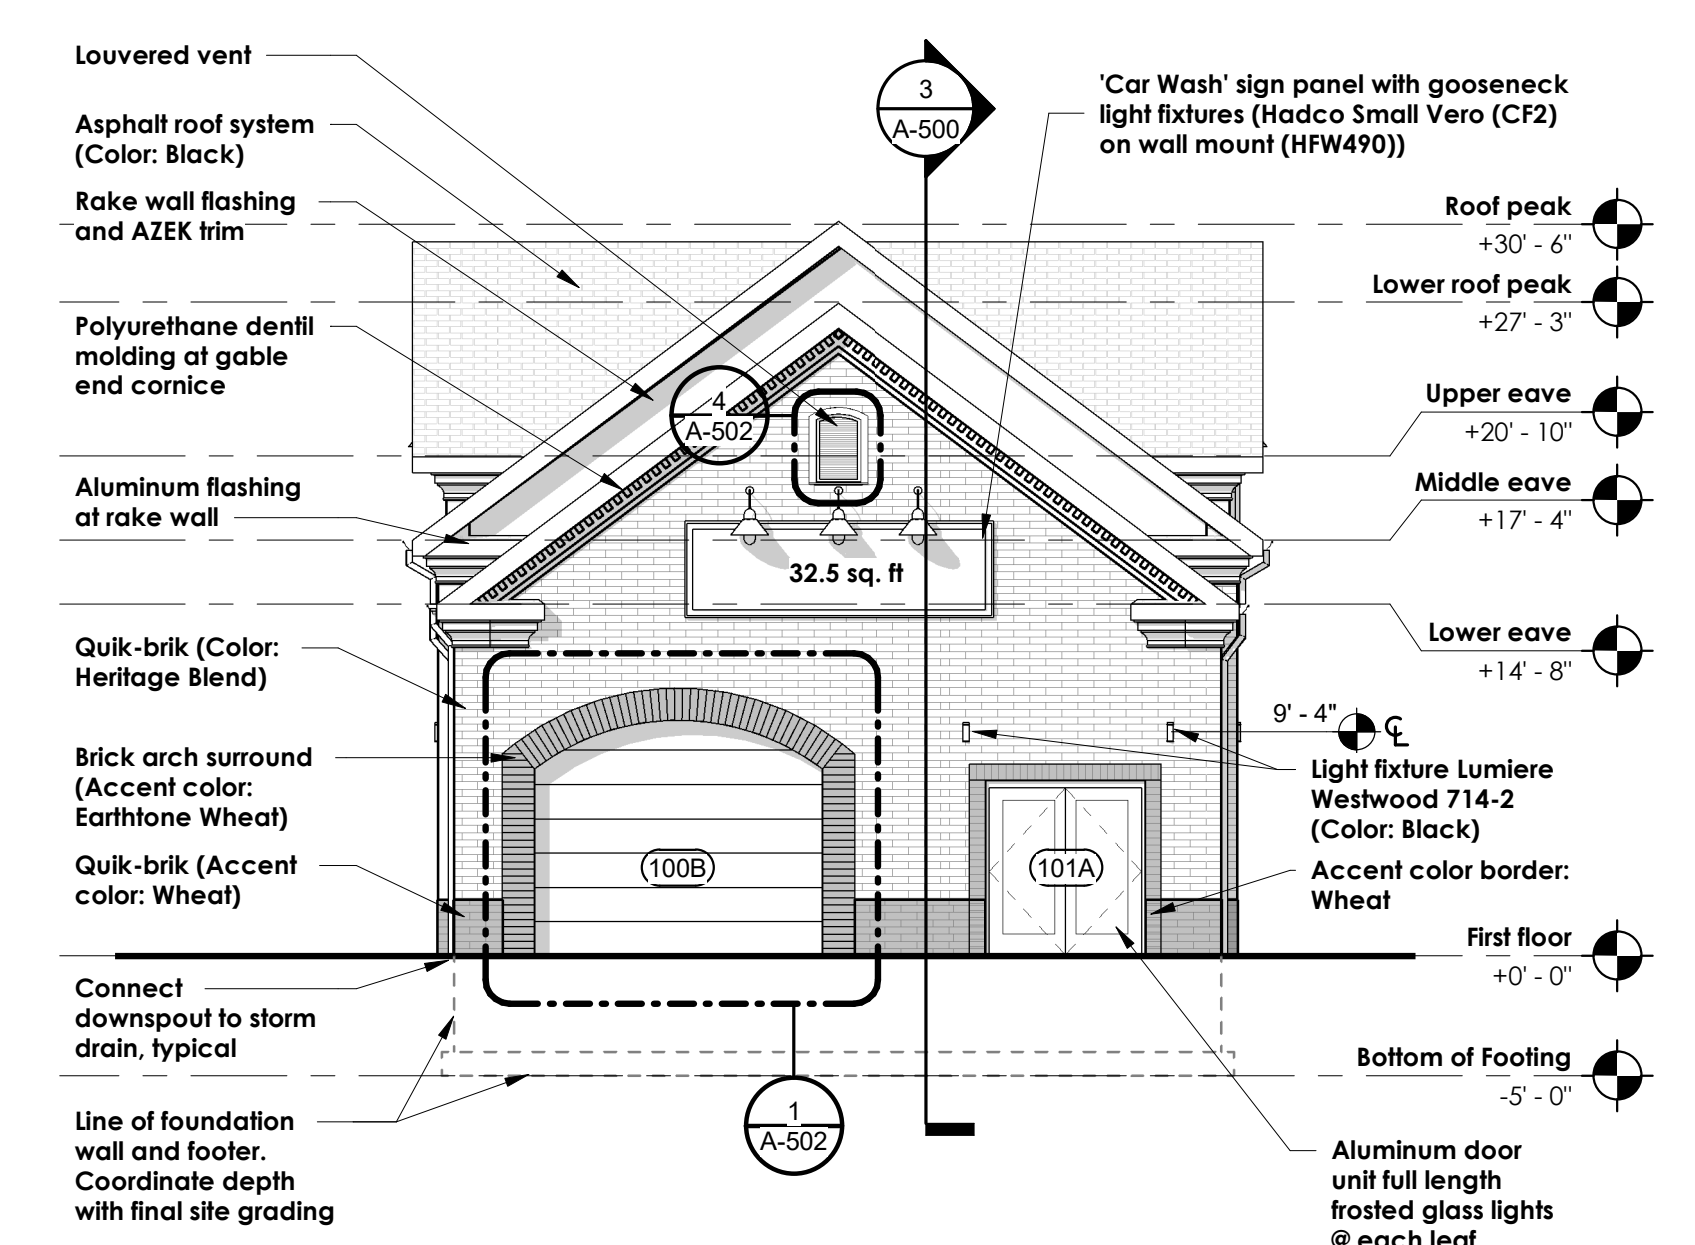 Louvered vent
Asphalt roof system
(Color: Black)
Rake wall flashing
and AZEK trim
Polyurethane dentil
molding at gable
end cornice
Aluminum flashing
at rake wall
Quik-brik (Color:
Heritage Blend)
Brick arch surround
(Accent color:
Earthtone Wheat)
Quik-brik (Accent
color: Wheat)
Connect
downspout to storm
drain, typical
Line of foundation
wall and footer.
Coordinate depth
with final site grading
3
A-500
4
A-502
32.5 sq. ft
100B
101A
1
A-502
'Car Wash' sign panel with gooseneck
light fixtures (Hadco Small Vero (CF2)
on wall mount (HFW490))
Roof peak
+30' - 6"
Lower roof peak
+27' - 3"
Upper eave
+20' - 10"
Middle eave
+17' - 4"
Lower eave
+14' - 8"
9' - 4" ℄
Light fixture Lumiere
Westwood 714-2
(Color: Black)
Accent color border:
Wheat
First floor
+0' - 0"
Bottom of Footing
-5' - 0"
Aluminum door
unit full length
frosted glass lights
@ each leaf